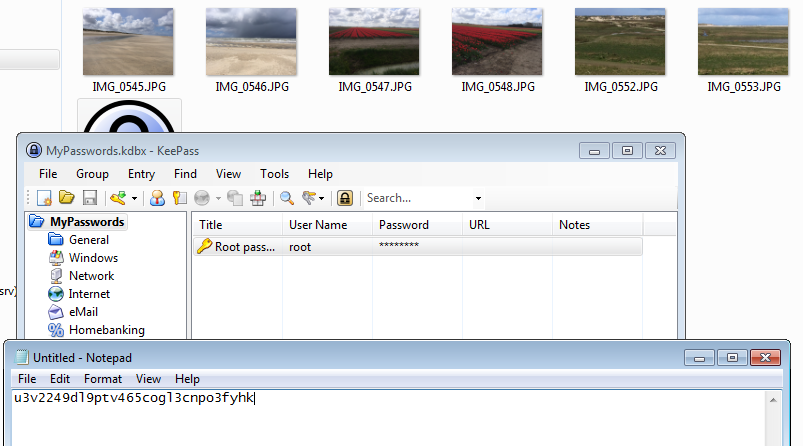 IMG_0545.JPG IMG_0546.JPG IMG_0547.JPG IMG_0548.JPG IMG_0552.JPG IMG_0553.JPG
MyPasswords.kdbx - KeePass
File Group Entry Find View Tools Help
Search...
MyPasswords
Title User Name Password URL Notes
General
Root pass... root ********
Windows
Network
srv)
Internet
eMail
Homebanking
Untitled - Notepad
File Edit Format View Help
u3v2249dl9ptv465cogl3cnpo3fyhk